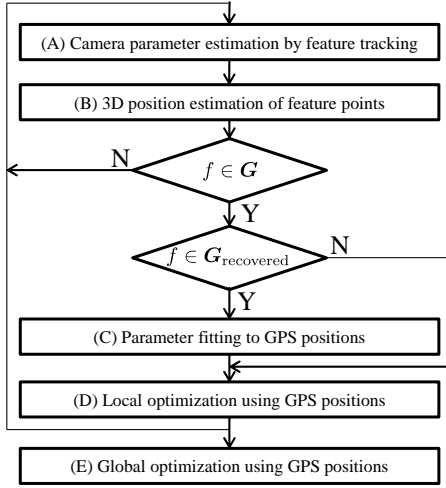 (A) Camera parameter estimation by feature tracking
(B) 3D position estimation of feature points
N
f ∈ G
Y
N
f ∈ G_recovered
Y
(C) Parameter fitting to GPS positions
(D) Local optimization using GPS positions
(E) Global optimization using GPS positions